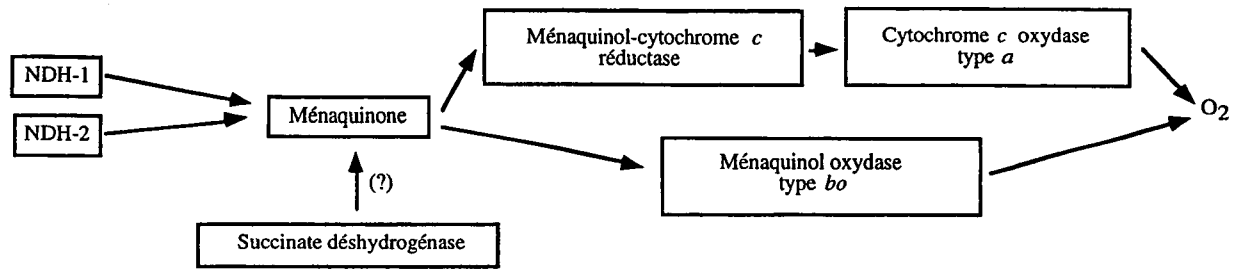 NDH-1
NDH-2
Ménaquinone
(?)
Succinate déshydrogénase
Ménaquinol-cytochrome c
réductase
Cytochrome c oxydase
type a
Ménaquinol oxydase
type bo
O2